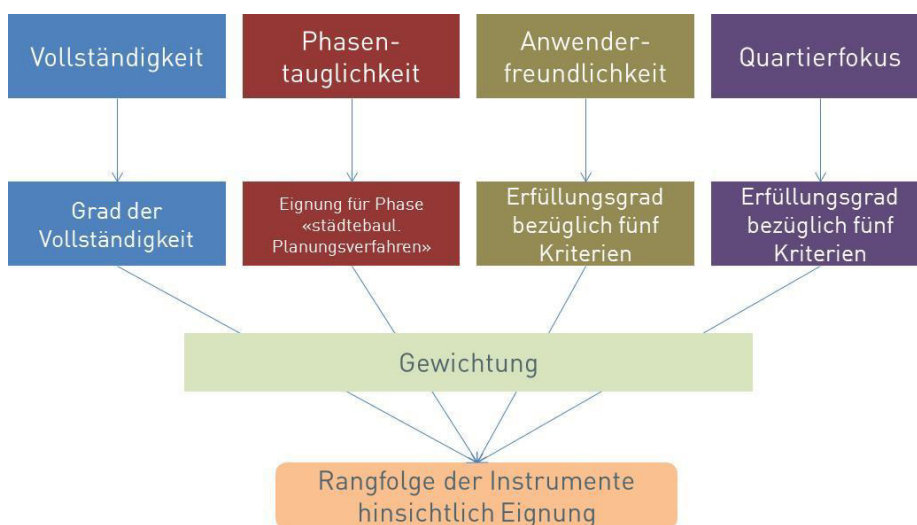 Vollständigkeit
Phasen-
tauglichkeit
Anwender-
freundlichkeit
Quartierfokus
Grad der
Vollständigkeit
Eignung für Phase
«städtebaul.
Planungsverfahren»
Erfüllungsgrad
bezüglich fünf
Kriterien
Erfüllungsgrad
bezüglich fünf
Kriterien
Gewichtung
Rangfolge der Instrumente
hinsichtlich Eignung